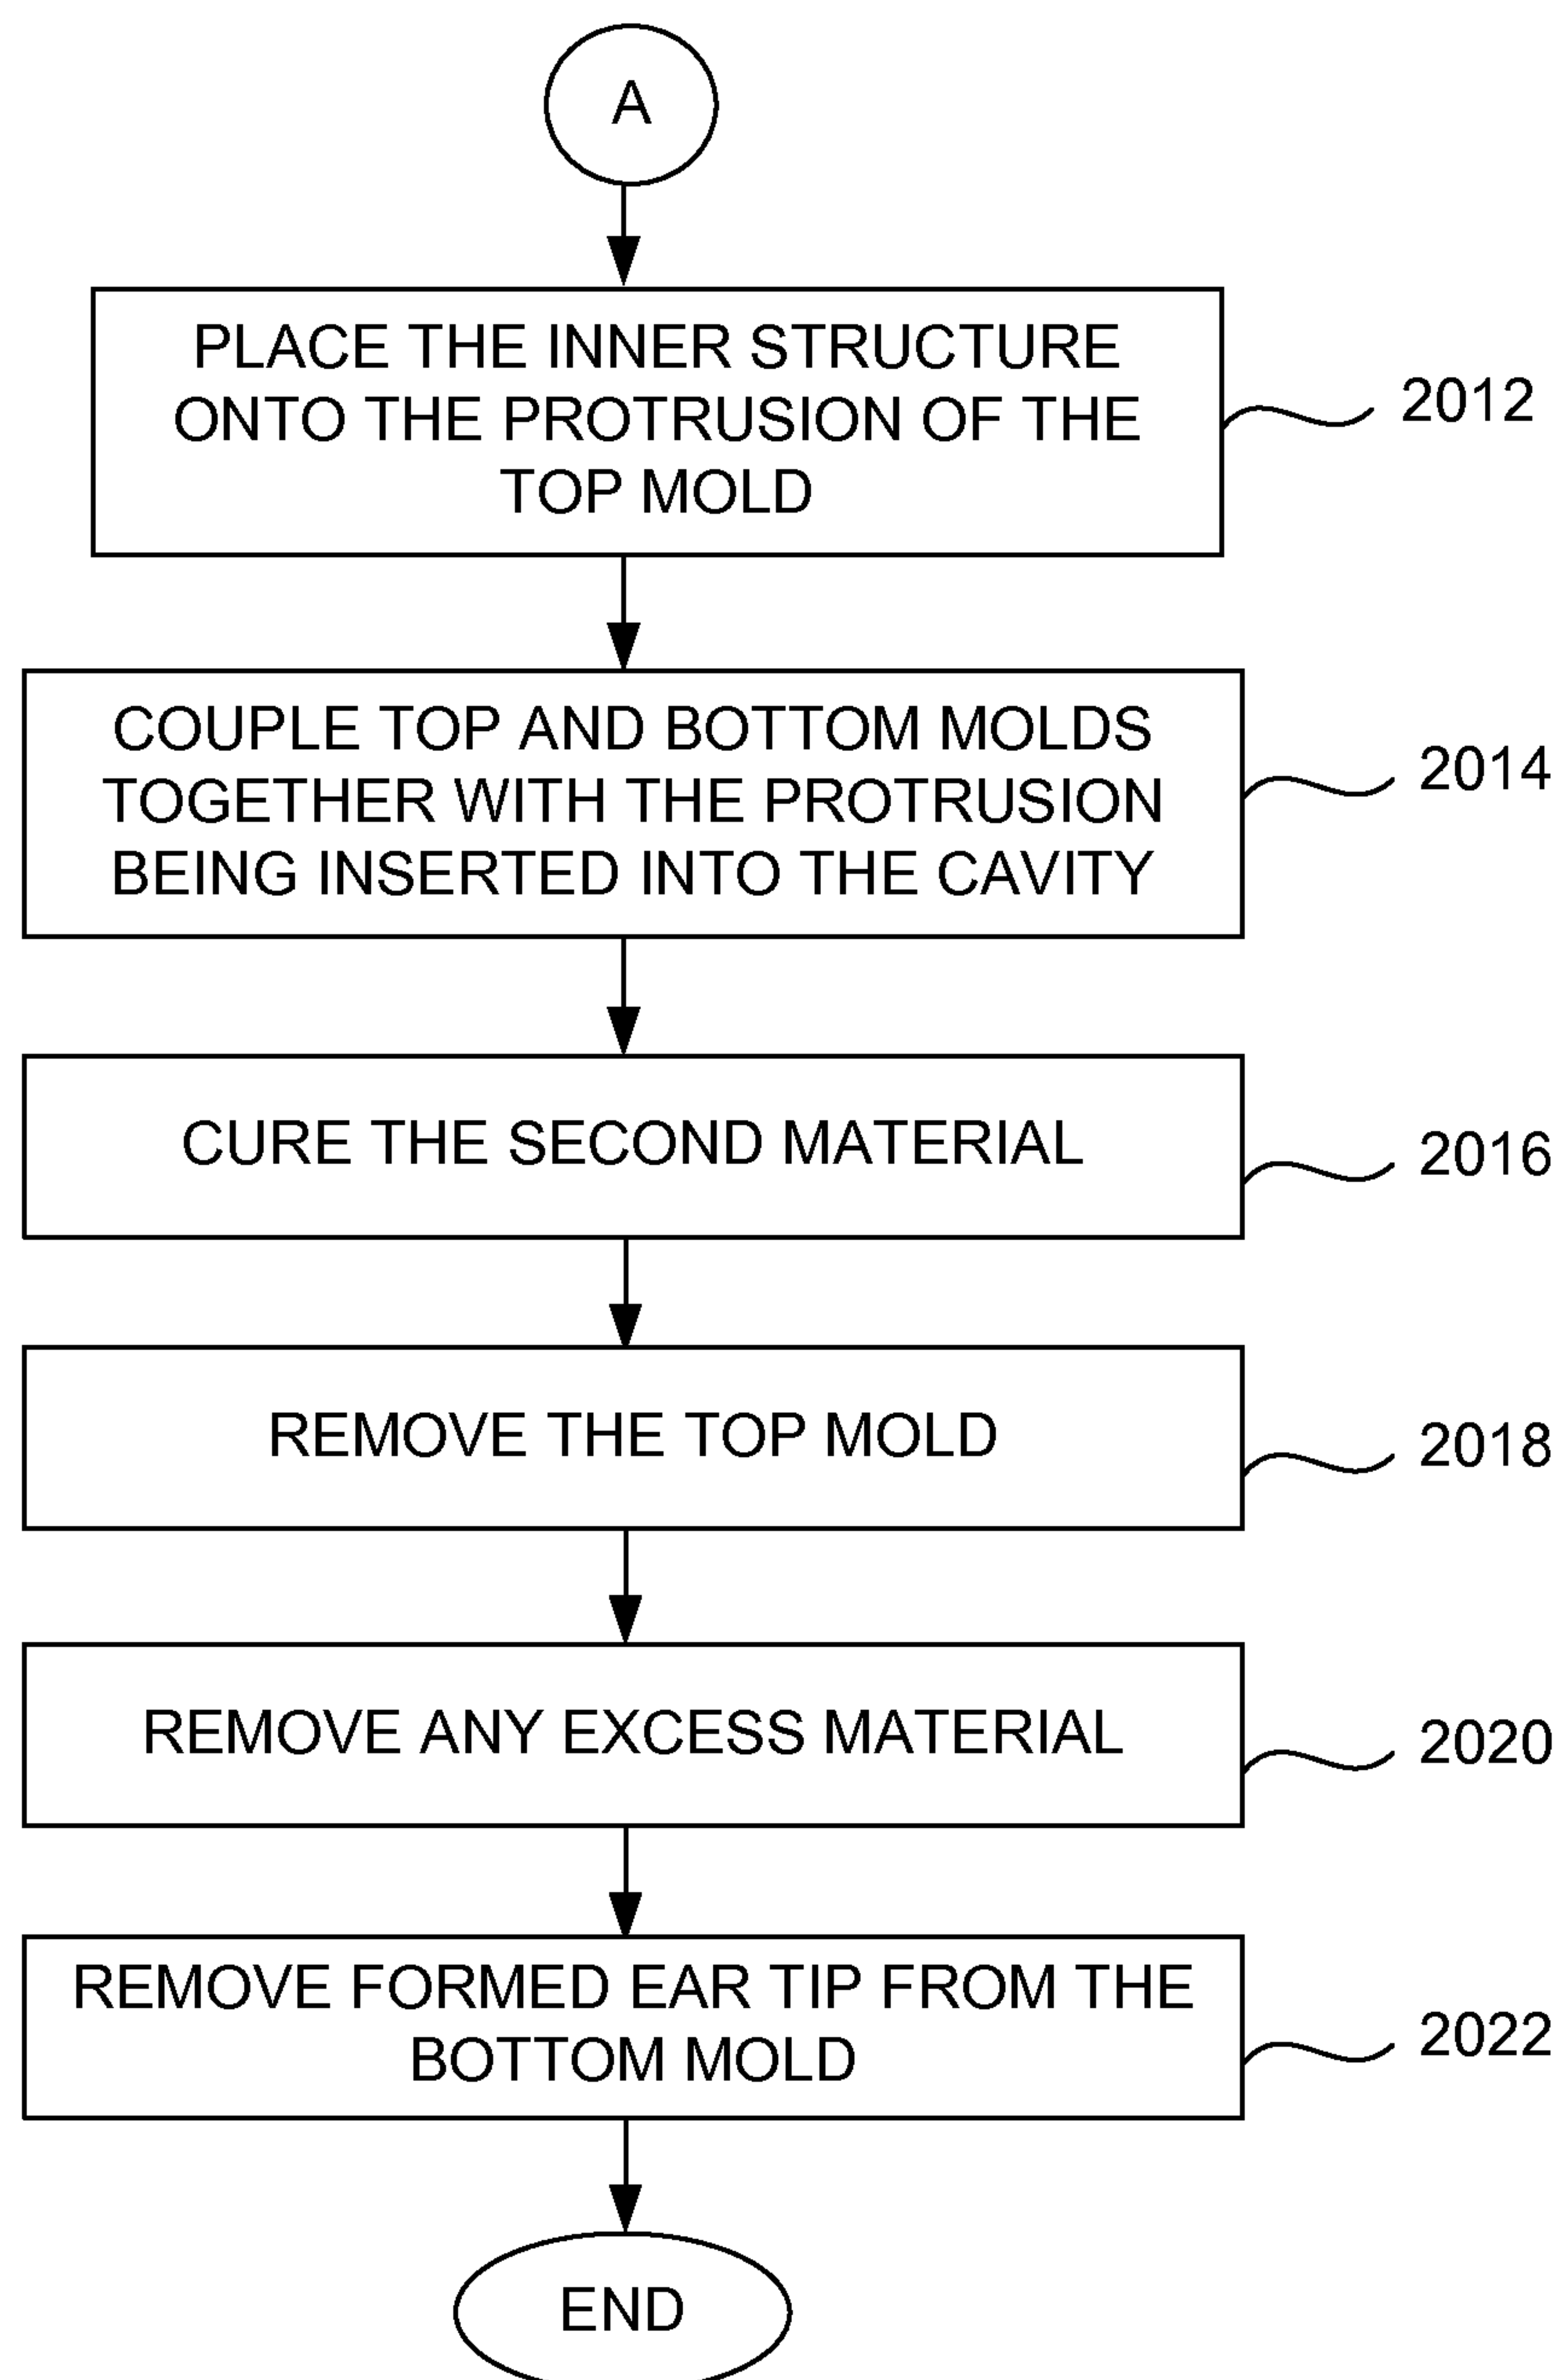 A
PLACE THE INNER STRUCTURE
ONTO THE PROTRUSION OF THE
TOP MOLD
2012
COUPLE TOP AND BOTTOM MOLDS
TOGETHER WITH THE PROTRUSION
BEING INSERTED INTO THE CAVITY
2014
CURE THE SECOND MATERIAL
2016
REMOVE THE TOP MOLD
2018
REMOVE ANY EXCESS MATERIAL
2020
REMOVE FORMED EAR TIP FROM THE
BOTTOM MOLD
2022
END